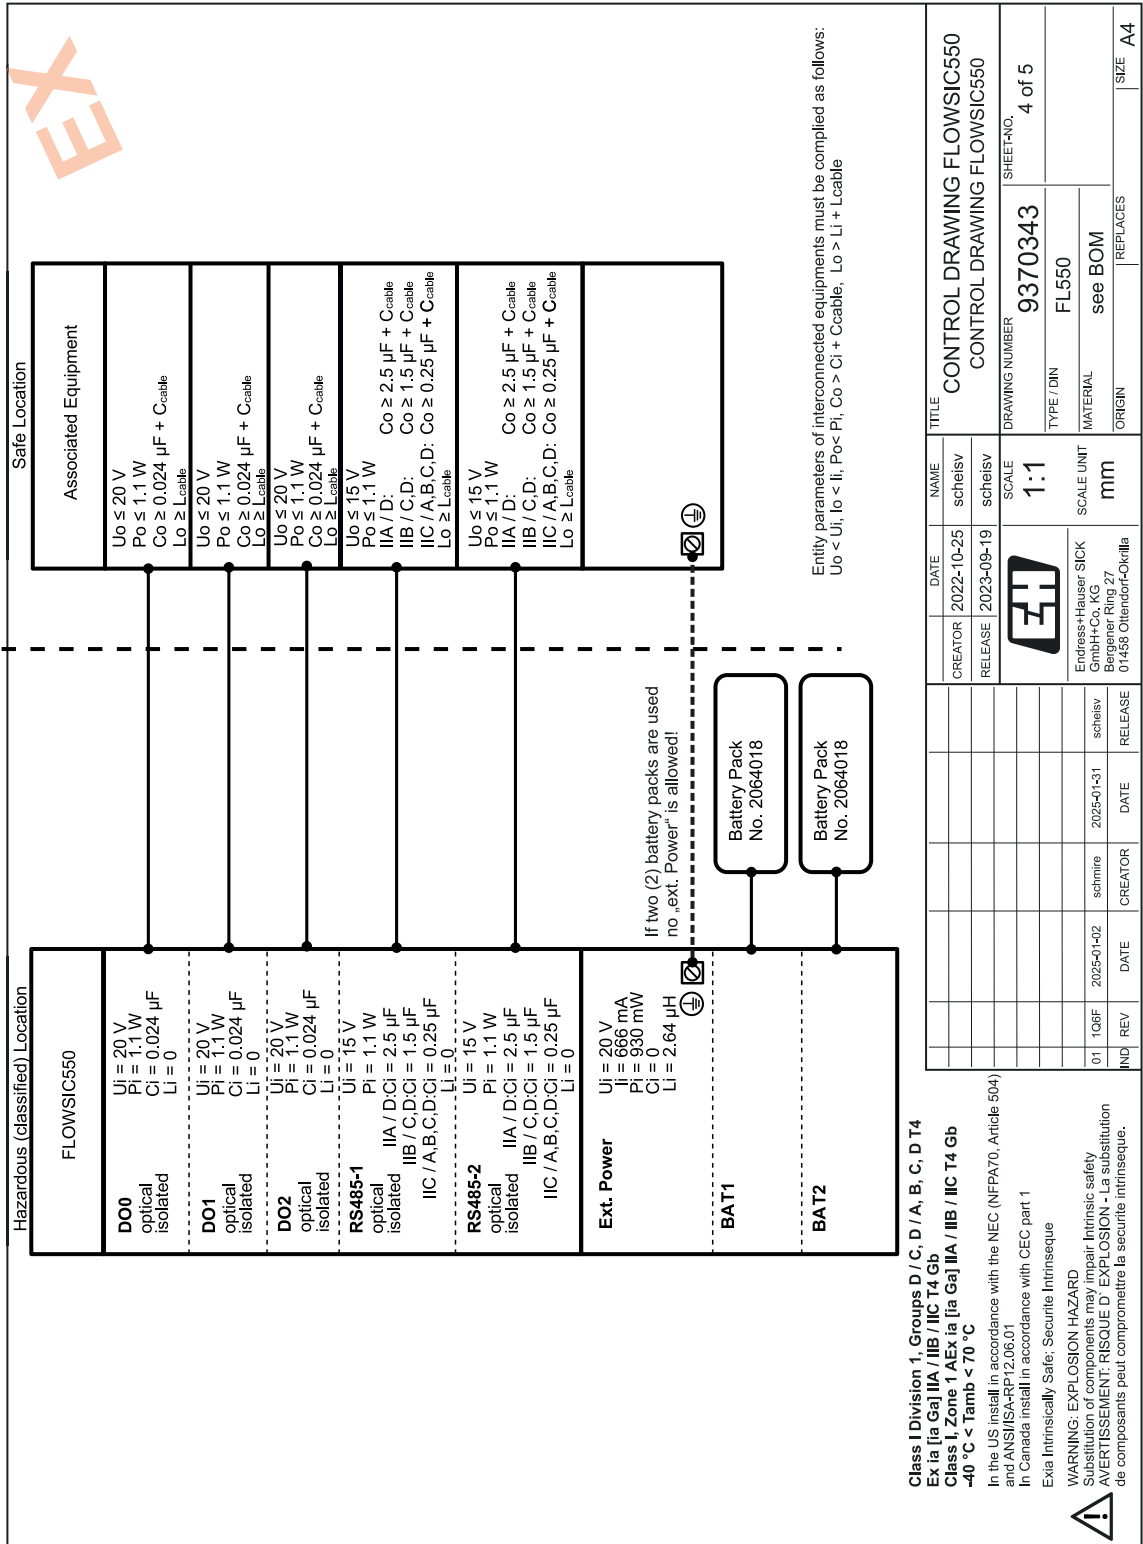 EX
Hazardous (classified) Location
FLOWSIC550
DO0
optical
isolated
Ui = 20 V
Pi = 1.1 W
Ci = 0.024 µF
Li = 0
DO1
optical
isolated
Ui = 20 V
Pi = 1.1 W
Ci = 0.024 µF
Li = 0
DO2
optical
isolated
Ui = 20 V
Pi = 1.1 W
Ci = 0.024 µF
Li = 0
RS485-1
optical
isolated
Ui = 15 V
Pi = 1.1 W
IIA / D:Ci = 2.5 µF
IIB / C,D:Ci = 1.5 µF
IIC / A,B,C,D:Ci = 0.25 µF
Li = 0
RS485-2
optical
isolated
Ui = 15 V
Pi = 1.1 W
IIA / D:Ci = 2.5 µF
IIB / C,D:Ci = 1.5 µF
IIC / A,B,C,D:Ci = 0.25 µF
Li = 0
Ext. Power
Ui = 20 V
Ii = 666 mA
Pi = 930 mW
Ci = 0
Li = 2.64 µH
BAT1
BAT2
If two (2) battery packs are used
no „ext. Power“ is allowed!
Battery Pack
No. 2064018
Battery Pack
No. 2064018
Safe Location
Associated Equipment
Uo ≤ 20 V
Po ≤ 1.1 W
Co ≥ 0.024 µF + Ccable
Lo ≥ Lcable
Uo ≤ 20 V
Po ≤ 1.1 W
Co ≥ 0.024 µF + Ccable
Lo ≥ Lcable
Uo ≤ 20 V
Po ≤ 1.1 W
Co ≥ 0.024 µF + Ccable
Lo ≥ Lcable
Uo ≤ 15 V
Po ≤ 1.1 W
IIA / D: Co ≥ 2.5 µF + Ccable
IIB / C,D: Co ≥ 1.5 µF + Ccable
IIC / A,B,C,D: Co ≥ 0.25 µF + Ccable
Lo ≥ Lcable
Uo ≤ 15 V
Po ≤ 1.1 W
IIA / D: Co ≥ 2.5 µF + Ccable
IIB / C,D: Co ≥ 1.5 µF + Ccable
IIC / A,B,C,D: Co ≥ 0.25 µF + Ccable
Lo ≥ Lcable
Entity parameters of interconnected equipments must be complied as follows:
Uo < Ui, Io < Ii, Po< Pi, Co > Ci + Ccable, Lo > Li + Lcable
Class I Division 1, Groups D / C, D / A, B, C, D T4
Ex ia [ia Ga] IIA / IIB / IIC T4 Gb
Class I, Zone 1 AEx ia [ia Ga] IIA / IIB / IIC T4 Gb
-40 °C < Tamb < 70 °C
In the US install in accordance with the NEC (NFPA70, Article 504)
and ANSI/ISA-RP12.06.01
In Canada install in accordance with CEC part 1
Exia Intrinsically Safe; Securite Intrinseque
WARNING: EXPLOSION HAZARD
Substitution of components may impair Intrinsic safety
AVERTISSEMENT: RISQUE D` EXPLOSION - La substitution
de composants peut compromettre la securite intrinseque.
01 1Q6F 2025-01-02 schmire 2025-01-31 scheisv
IND REV DATE CREATOR DATE RELEASE
DATE NAME
CREATOR 2022-10-25 scheisv
RELEASE 2023-09-19 scheisv
EH
Endress+Hauser SICK
GmbH+Co. KG
Bergener Ring 27
01458 Ottendorf-Okrilla
SCALE
1:1
SCALE UNIT
mm
TITLE
CONTROL DRAWING FLOWSIC550
CONTROL DRAWING FLOWSIC550
DRAWING NUMBER
9370343
SHEET-NO.
4 of 5
TYPE / DIN
FL550
MATERIAL
see BOM
ORIGIN
REPLACES
SIZE A4